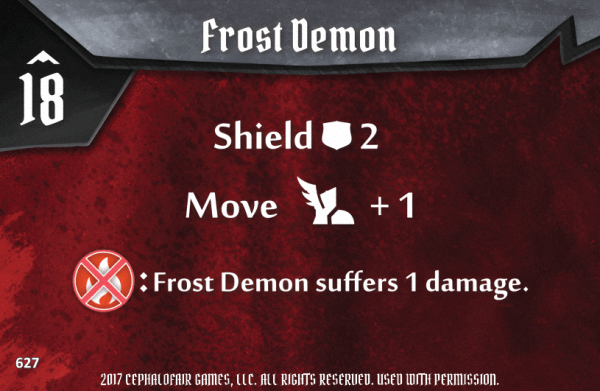 Frost Demon
18
Shield 2
Move + 1
: Frost Demon suffers 1 damage.
627
2017 CEPHALOFAIR GAMES, LLC. ALL RIGHTS RESERVED. USED WITH PERMISSION.